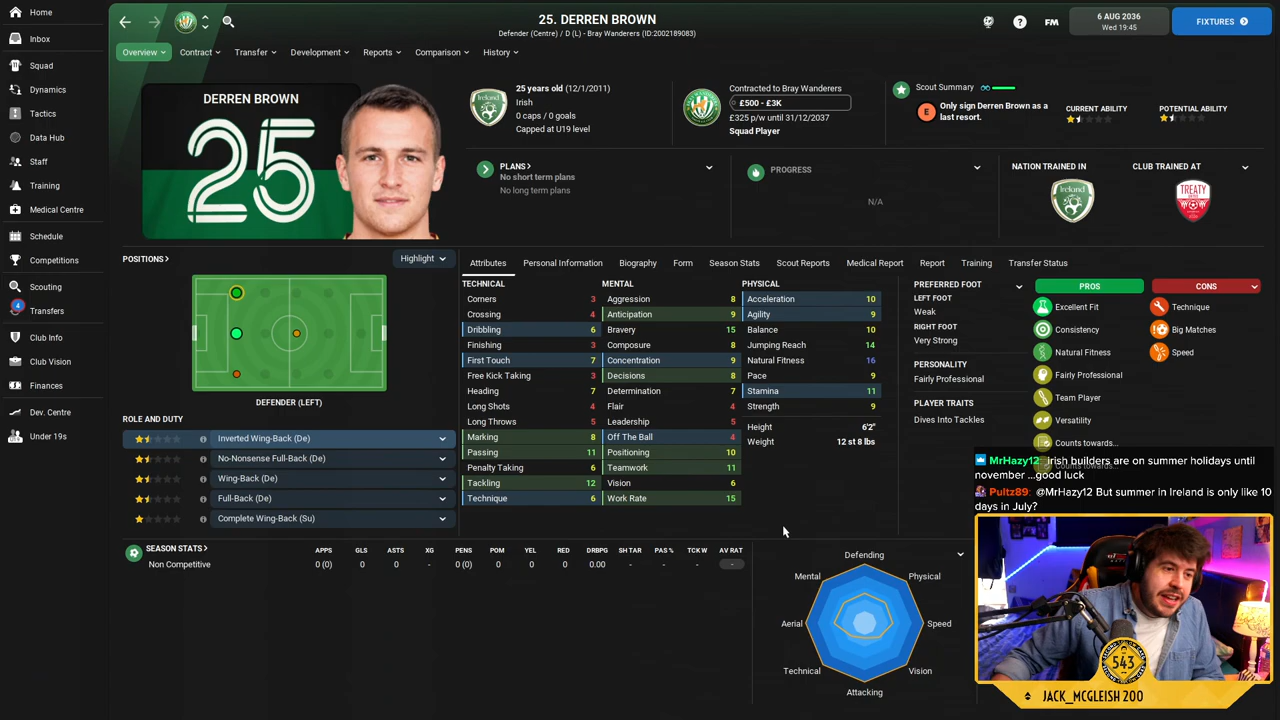 Home
Inbox
Squad
Dynamics
Tactics
Data Hub
Staff
Training
Medical Centre
Schedule
Competitions
Scouting
4
Transfers
Club Info
Club Vision
Finances
Dev. Centre
Under 19s
25. DERREN BROWN
Defender (Centre) / D (L) - Bray Wanderers (ID:2002189083)
FM
6 AUG 2036
Wed 19:45
FIXTURES
Overview
Contract
Transfer
Development
Reports
Comparison
History
DERREN BROWN
25
Ireland
25 years old (12/1/2011)
Irish
0 caps / 0 goals
Capped at U19 level
Contracted to Bray Wanderers
£500 - £3K
£325 p/w until 31/12/2037
Squad Player
Scout Summary
E
Only sign Derren Brown as a
last resort.
CURRENT ABILITY
POTENTIAL ABILITY
PLANS
No short term plans
No long term plans
PROGRESS
N/A
NATION TRAINED IN
Ireland
CLUB TRAINED AT
TREATY
POSITIONS
Highlight
DEFENDER (LEFT)
ROLE AND DUTY
Inverted Wing-Back (De)
No-Nonsense Full-Back (De)
Wing-Back (De)
Full-Back (De)
Complete Wing-Back (Su)
Attributes
Personal Information
Biography
Form
Season Stats
Scout Reports
Medical Report
Report
Training
Transfer Status
TECHNICAL
Corners 3
Crossing 4
Dribbling 6
Finishing 3
First Touch 7
Free Kick Taking 3
Heading 7
Long Shots 4
Long Throws 5
Marking 8
Passing 11
Penalty Taking 6
Tackling 12
Technique 6
MENTAL
Aggression 8
Anticipation 9
Bravery 15
Composure 8
Concentration 9
Decisions 8
Determination 7
Flair 4
Leadership 5
Off The Ball 4
Positioning 10
Teamwork 11
Vision 6
Work Rate 15
PHYSICAL
Acceleration 10
Agility 9
Balance 10
Jumping Reach 14
Natural Fitness 16
Pace 9
Stamina 11
Strength 9
Height 6'2"
Weight 12 st 8 lbs
PREFERRED FOOT
LEFT FOOT
Weak
RIGHT FOOT
Very Strong
PERSONALITY
Fairly Professional
PLAYER TRAITS
Dives Into Tackles
PROS
Excellent Fit
Consistency
Natural Fitness
Fairly Professional
Team Player
Versatility
Counts towards...
Counts towards...
CONS
Technique
Big Matches
Speed
MrHazy12: Irish builders are on summer holidays until
november ...good luck
Pultz89: @MrHazy12 But summer in Ireland is only like 10
days in July?
SEASON STATS
APPS GLS ASTS XG PENS POM YEL RED DRBPG SH TAR PAS % TCK W AV RAT
Non Competitive 0 (0) 0 0 - 0 (0) 0 0 0 0.00 - - - -
Defending
Physical
Speed
Vision
Attacking
Technical
Aerial
Mental
543
JACK_MCGLEISH 200